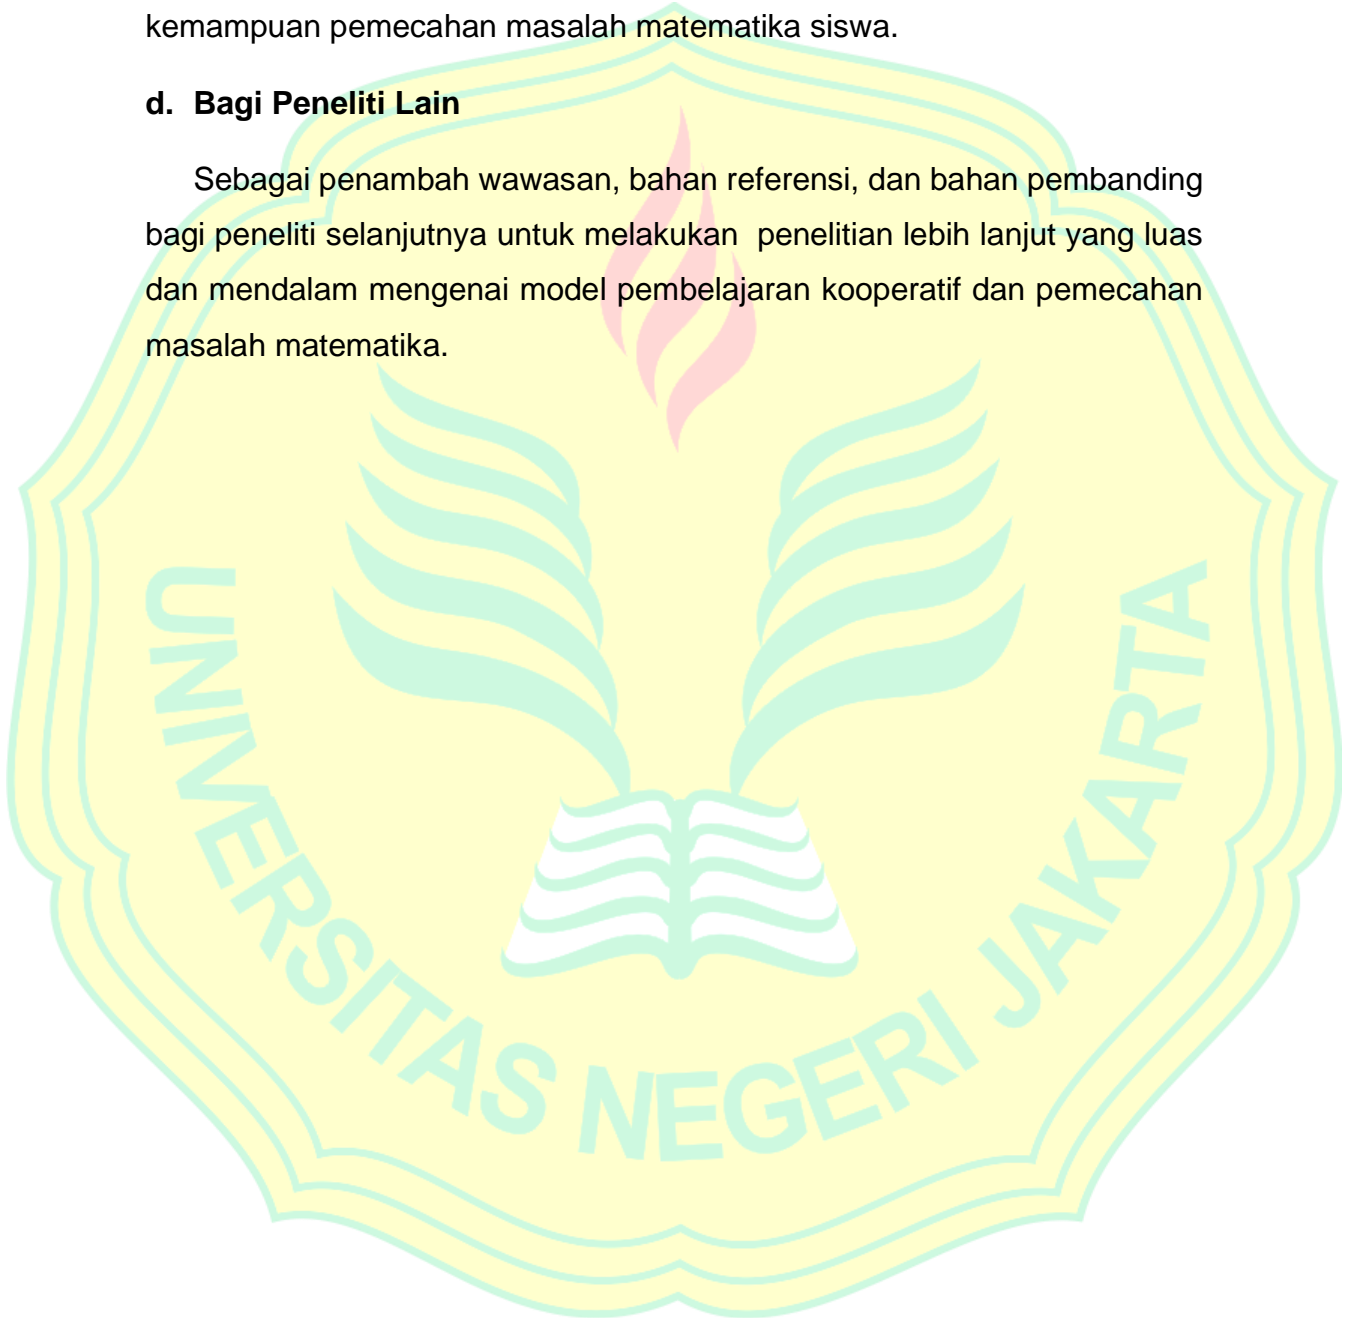 kemampuan pemecahan masalah matematika siswa.
d. Bagi Peneliti Lain
Sebagai penambah wawasan, bahan referensi, dan bahan pembanding
bagi peneliti selanjutnya untuk melakukan  penelitian lebih lanjut yang luas
dan mendalam mengenai model pembelajaran kooperatif dan pemecahan
masalah matematika.
UNIVERSITAS NEGERI JAKARTA